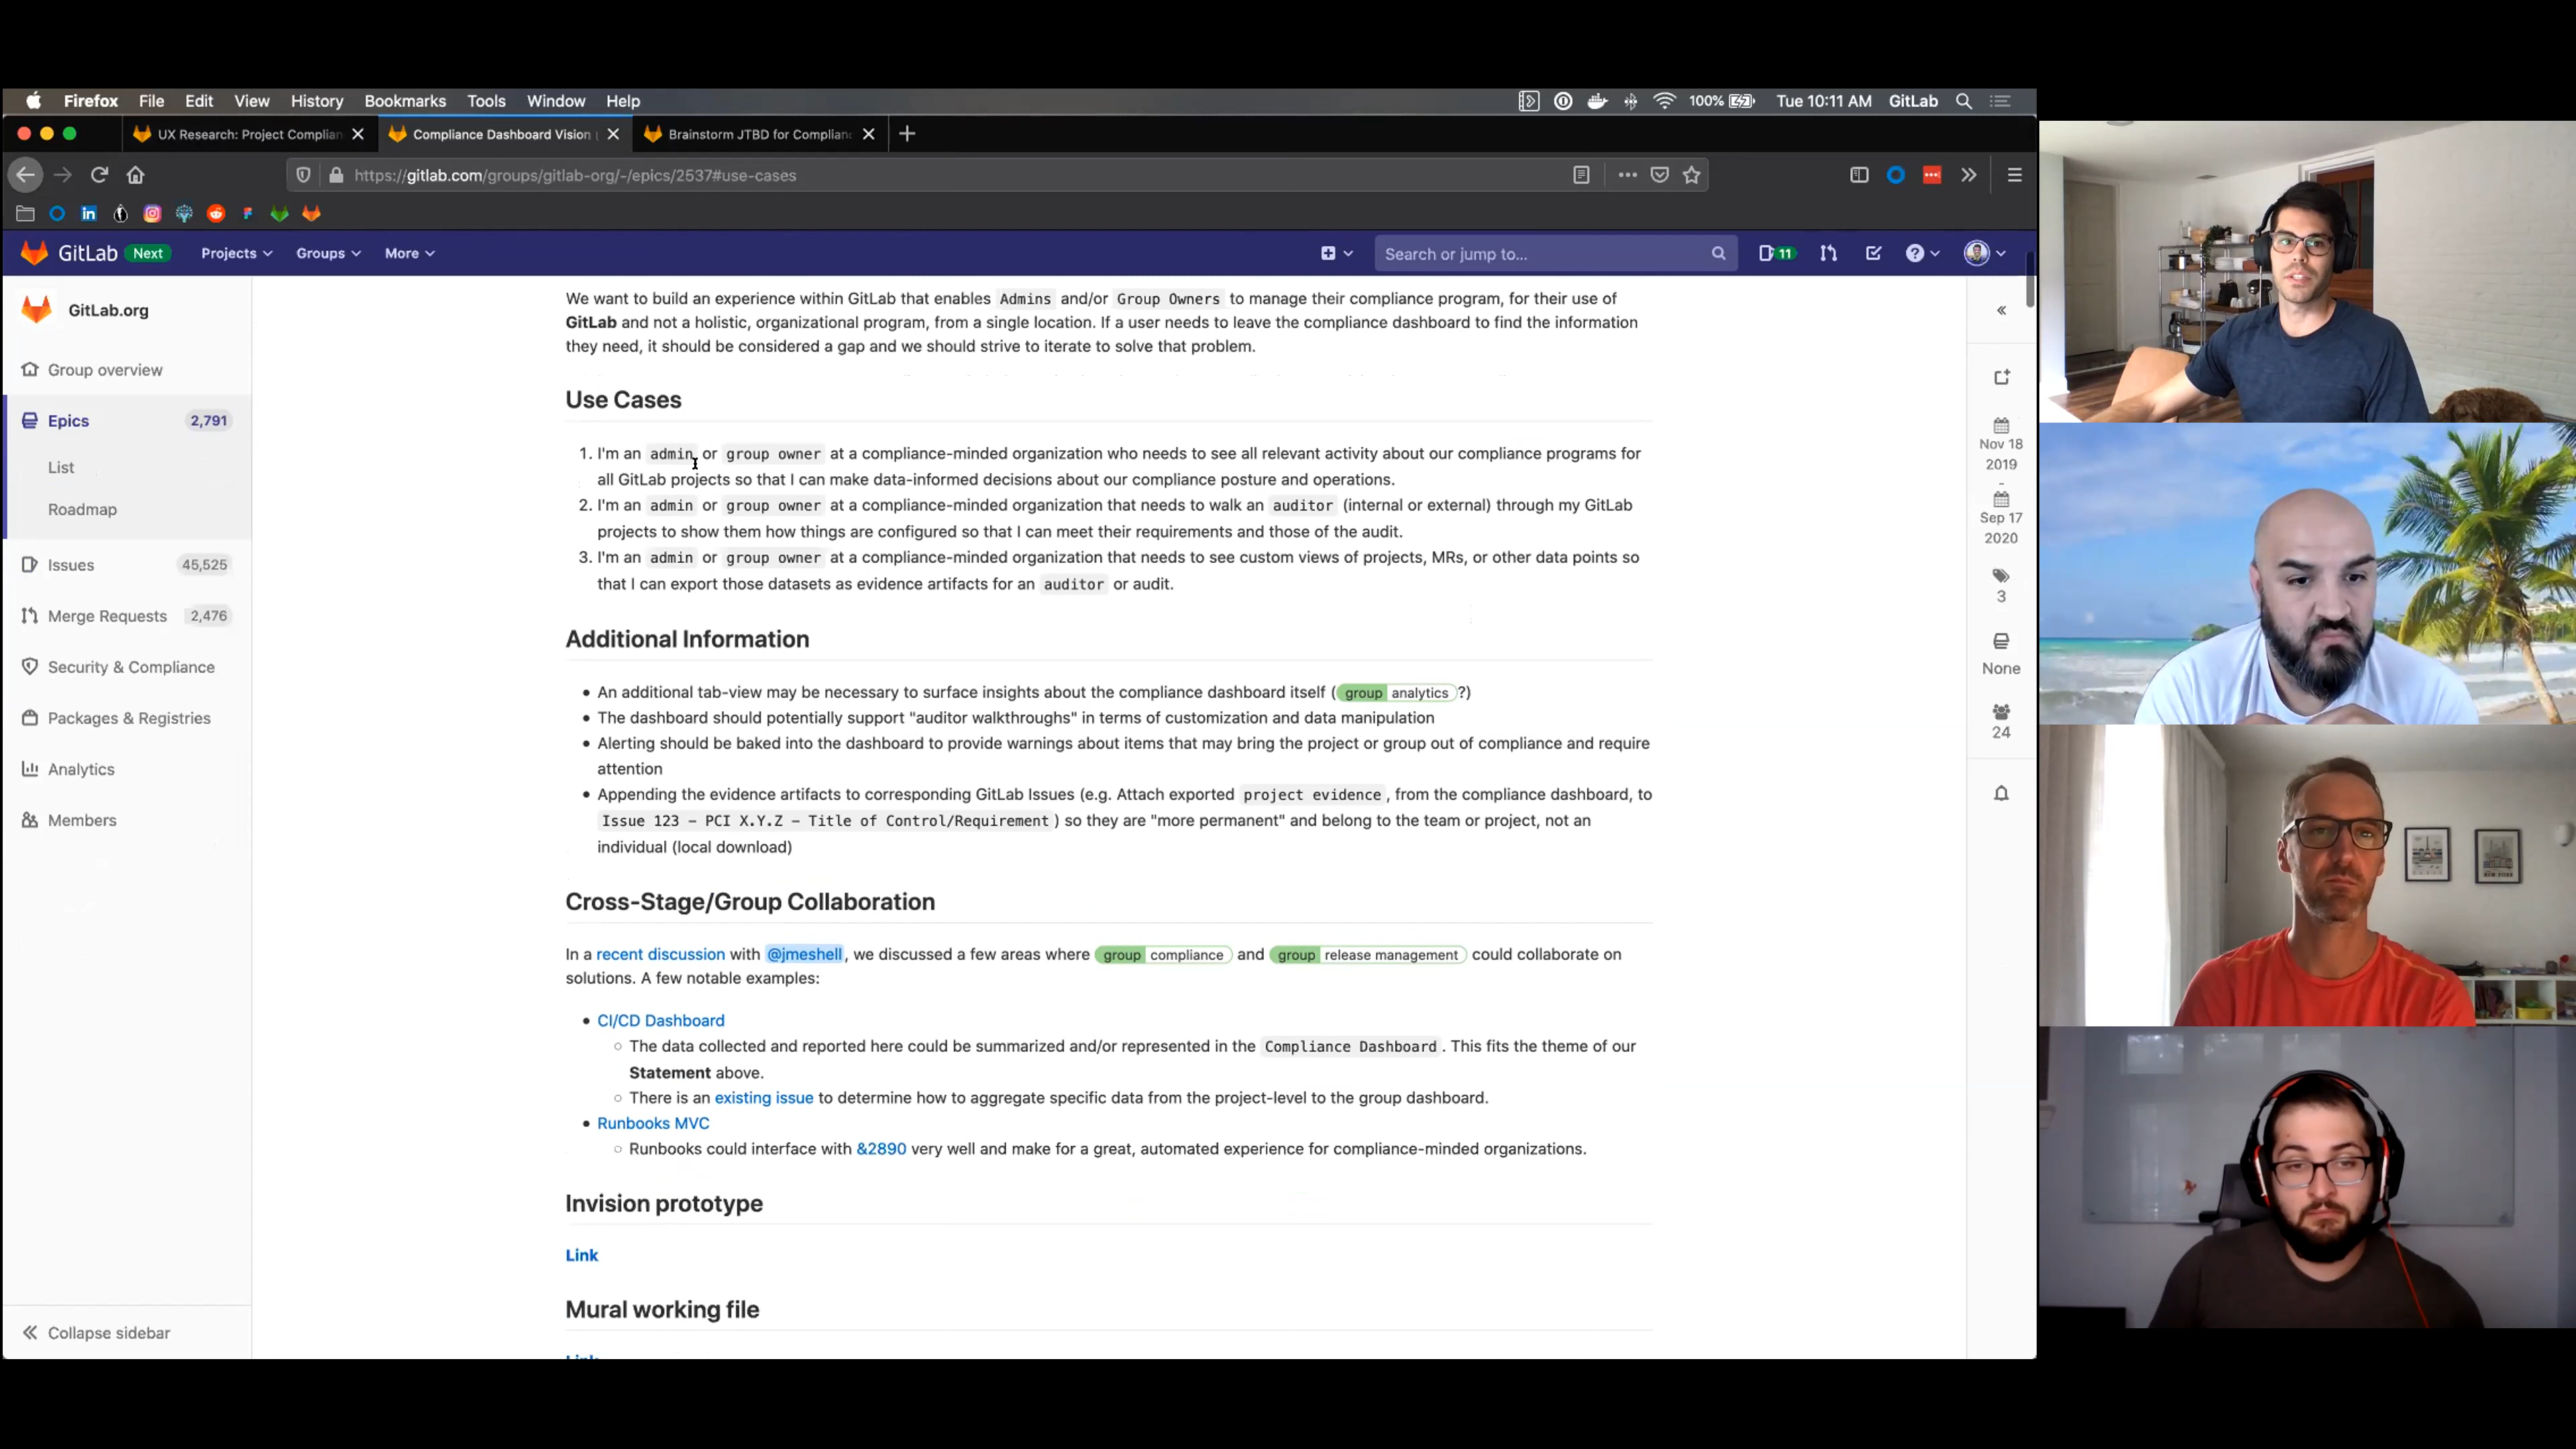 Firefox File Edit View History Bookmarks Tools Window Help 100% Tue 10:11 AM GitLab
UX Research: Project Complian Compliance Dashboard Vision Brainstorm JTBD for Complianc
https://gitlab.com/groups/gitlab-org/-/epics/2537#use-cases
GitLab Next Projects Groups More Search or jump to... 11
GitLab.org
Group overview
Epics 2,791
List
Roadmap
Issues 45,525
Merge Requests 2,476
Security & Compliance
Packages & Registries
Analytics
Members
Collapse sidebar
We want to build an experience within GitLab that enables Admins and/or Group Owners to manage their compliance program, for their use of
GitLab and not a holistic, organizational program, from a single location. If a user needs to leave the compliance dashboard to find the information
they need, it should be considered a gap and we should strive to iterate to solve that problem.
Use Cases
1. I'm an admin or group owner at a compliance-minded organization who needs to see all relevant activity about our compliance programs for
all GitLab projects so that I can make data-informed decisions about our compliance posture and operations.
2. I'm an admin or group owner at a compliance-minded organization that needs to walk an auditor (internal or external) through my GitLab
projects to show them how things are configured so that I can meet their requirements and those of the audit.
3. I'm an admin or group owner at a compliance-minded organization that needs to see custom views of projects, MRs, or other data points so
that I can export those datasets as evidence artifacts for an auditor or audit.
Additional Information
• An additional tab-view may be necessary to surface insights about the compliance dashboard itself (group analytics?)
• The dashboard should potentially support "auditor walkthroughs" in terms of customization and data manipulation
• Alerting should be baked into the dashboard to provide warnings about items that may bring the project or group out of compliance and require
attention
• Appending the evidence artifacts to corresponding GitLab Issues (e.g. Attach exported project evidence, from the compliance dashboard, to
Issue 123 - PCI X.Y.Z - Title of Control/Requirement) so they are "more permanent" and belong to the team or project, not an
individual (local download)
Cross-Stage/Group Collaboration
In a recent discussion with @jmeshell, we discussed a few areas where group compliance and group release management could collaborate on
solutions. A few notable examples:
• CI/CD Dashboard
○ The data collected and reported here could be summarized and/or represented in the Compliance Dashboard. This fits the theme of our
Statement above.
○ There is an existing issue to determine how to aggregate specific data from the project-level to the group dashboard.
• Runbooks MVC
○ Runbooks could interface with &2890 very well and make for a great, automated experience for compliance-minded organizations.
Invision prototype
Link
Mural working file
Nov 18
2019
-
Sep 17
2020
3
None
24